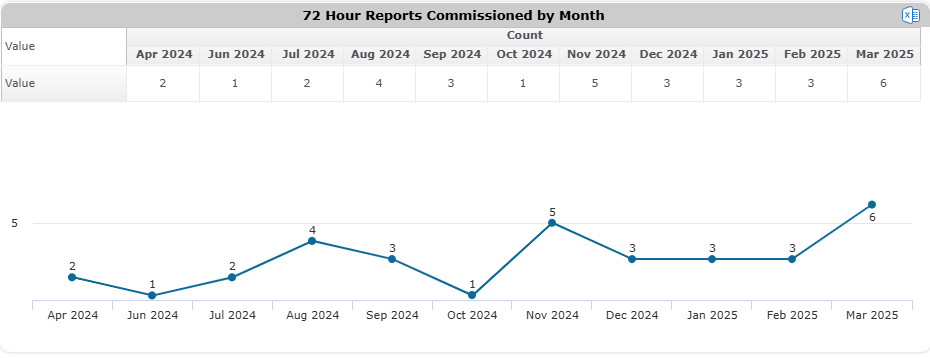 72 Hour Reports Commissioned by Month
Value
Count
Apr 2024 Jun 2024 Jul 2024 Aug 2024 Sep 2024 Oct 2024 Nov 2024 Dec 2024 Jan 2025 Feb 2025 Mar 2025
Value 2 1 2 4 3 1 5 3 3 3 6
5
2 1 2 4 3 1 5 3 3 3 6
Apr 2024 Jun 2024 Jul 2024 Aug 2024 Sep 2024 Oct 2024 Nov 2024 Dec 2024 Jan 2025 Feb 2025 Mar 2025